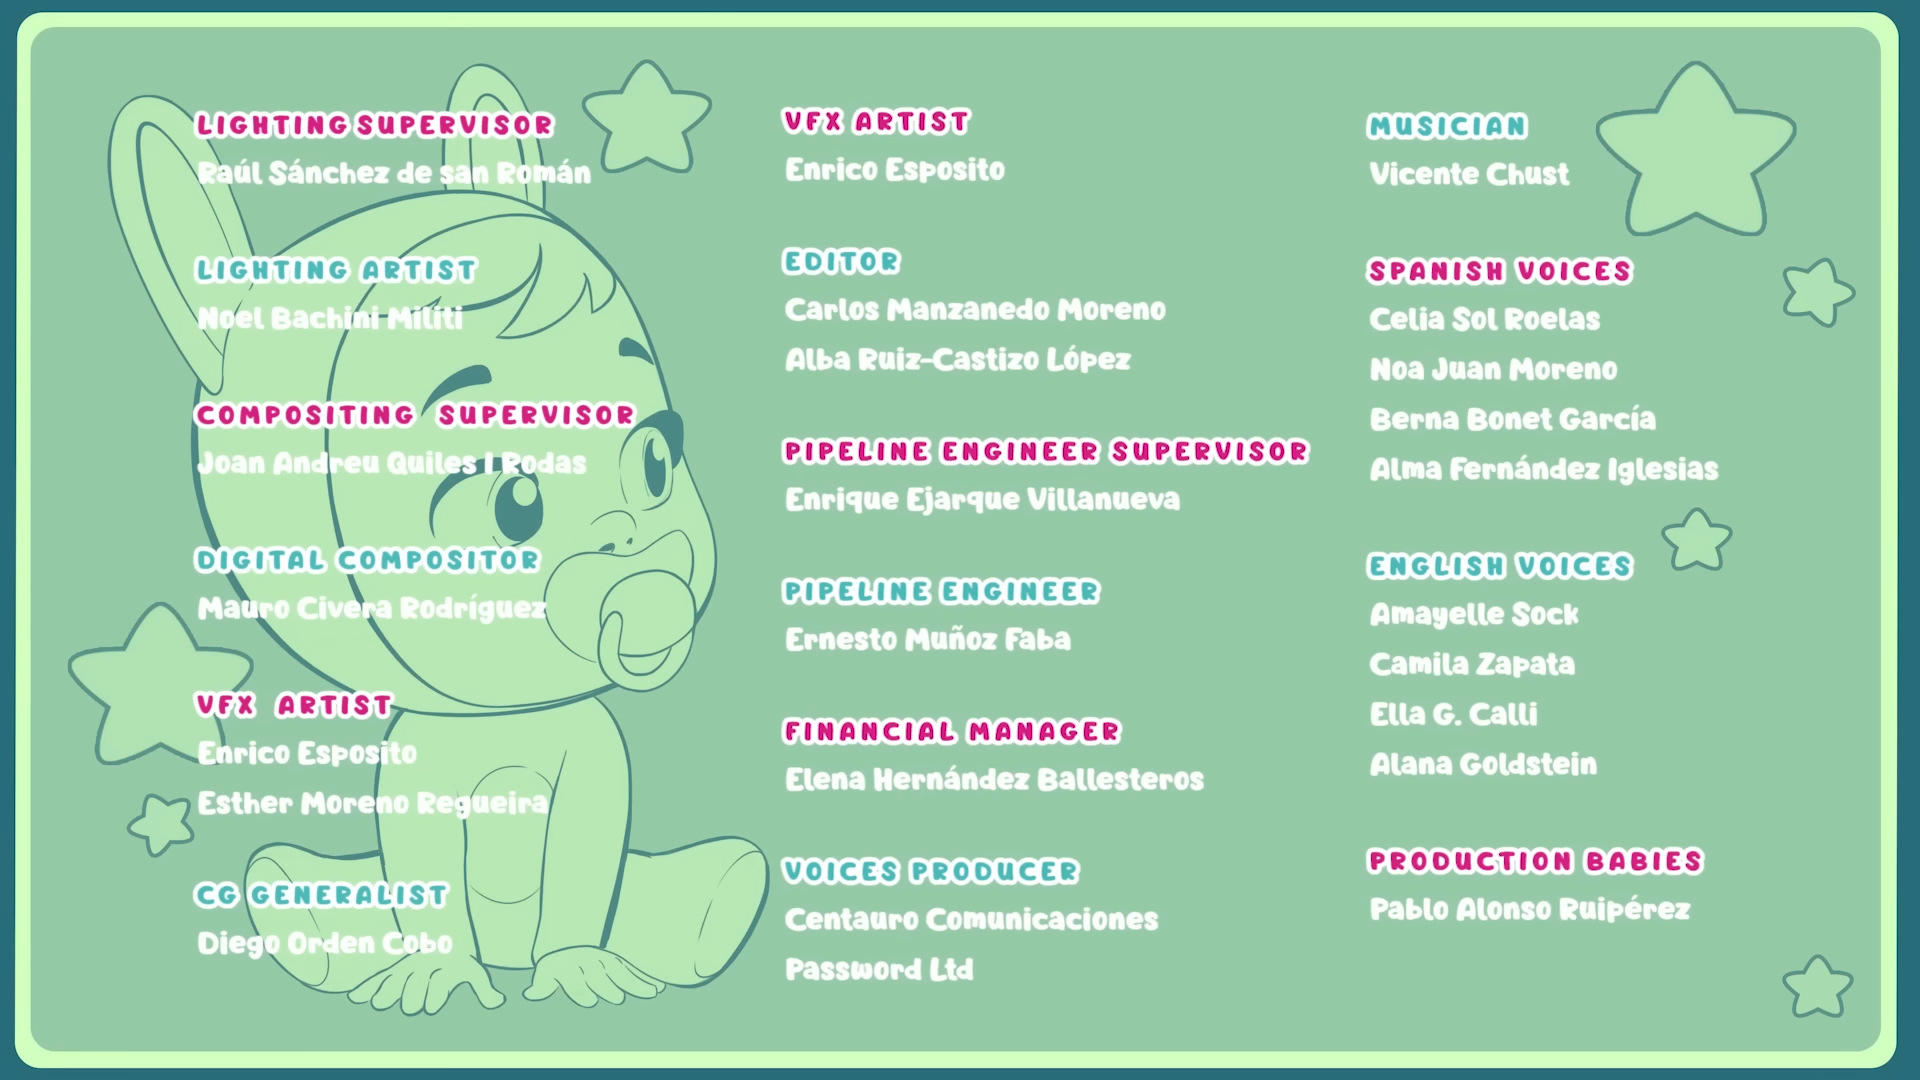 LIGHTING SUPERVISOR
Raúl Sánchez de san Román
LIGHTING ARTIST
Noel Bachini Militi
COMPOSITING SUPERVISOR
Joan Andreu Quiles I Rodas
DIGITAL COMPOSITOR
Mauro Civera Rodríguez
VFX ARTIST
Enrico Esposito
Esther Moreno Regueira
CG GENERALIST
Diego Orden Cobo
VFX ARTIST
Enrico Esposito
EDITOR
Carlos Manzanedo Moreno
Alba Ruiz-Castizo López
PIPELINE ENGINEER SUPERVISOR
Enrique Ejarque Villanueva
PIPELINE ENGINEER
Ernesto Muñoz Faba
FINANCIAL MANAGER
Elena Hernández Ballesteros
VOICES PRODUCER
Centauro Comunicaciones
Password Ltd
MUSICIAN
Vicente Chust
SPANISH VOICES
Celia Sol Roelas
Noa Juan Moreno
Berna Bonet García
Alma Fernández Iglesias
ENGLISH VOICES
Amayelle Sock
Camila Zapata
Ella G. Calli
Alana Goldstein
PRODUCTION BABIES
Pablo Alonso Ruipérez